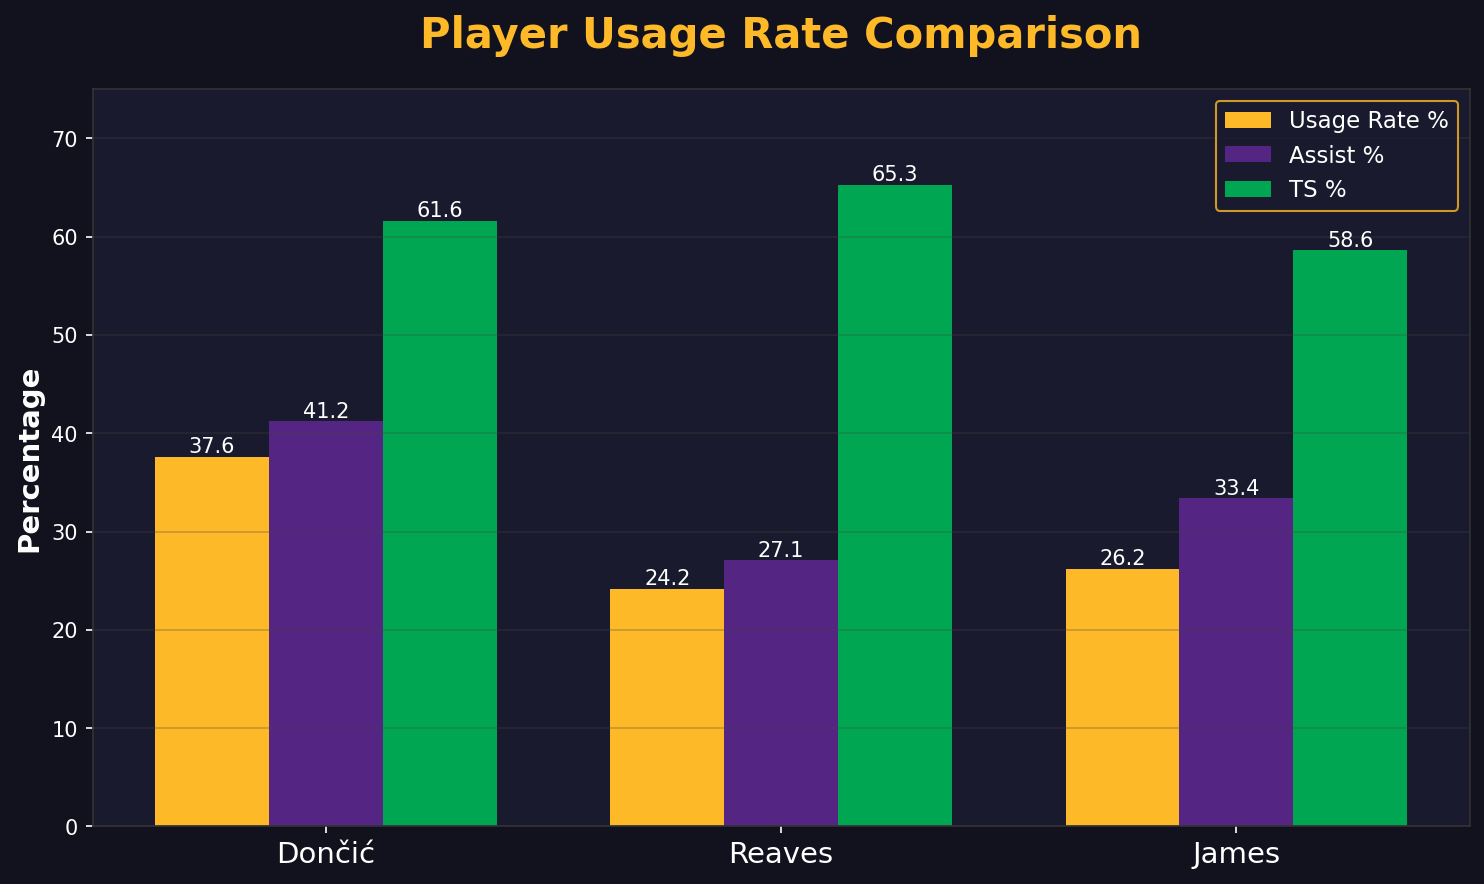 Player Usage Rate Comparison
Usage Rate %
Assist %
TS %
Percentage
70
60
50
40
30
20
10
0
37.6
41.2
61.6
24.2
27.1
65.3
26.2
33.4
58.6
Dončić
Reaves
James